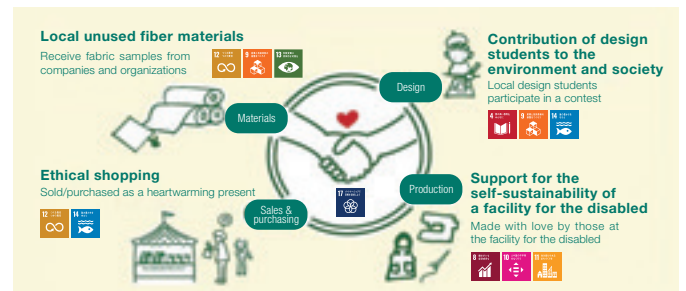 Local unused fiber materials
Receive fabric samples from
companies and organizations
12
9
13
Materials
Design
Contribution of design
students to the
environment and society
Local design students
participate in a contest
4
9
14
Ethical shopping
Sold/purchased as a heartwarming present
12
14
Sales &
purchasing
17
Production
Support for the
self-sustainability of
a facility for the disabled
Made with love by those at
the facility for the disabled
8
10
11